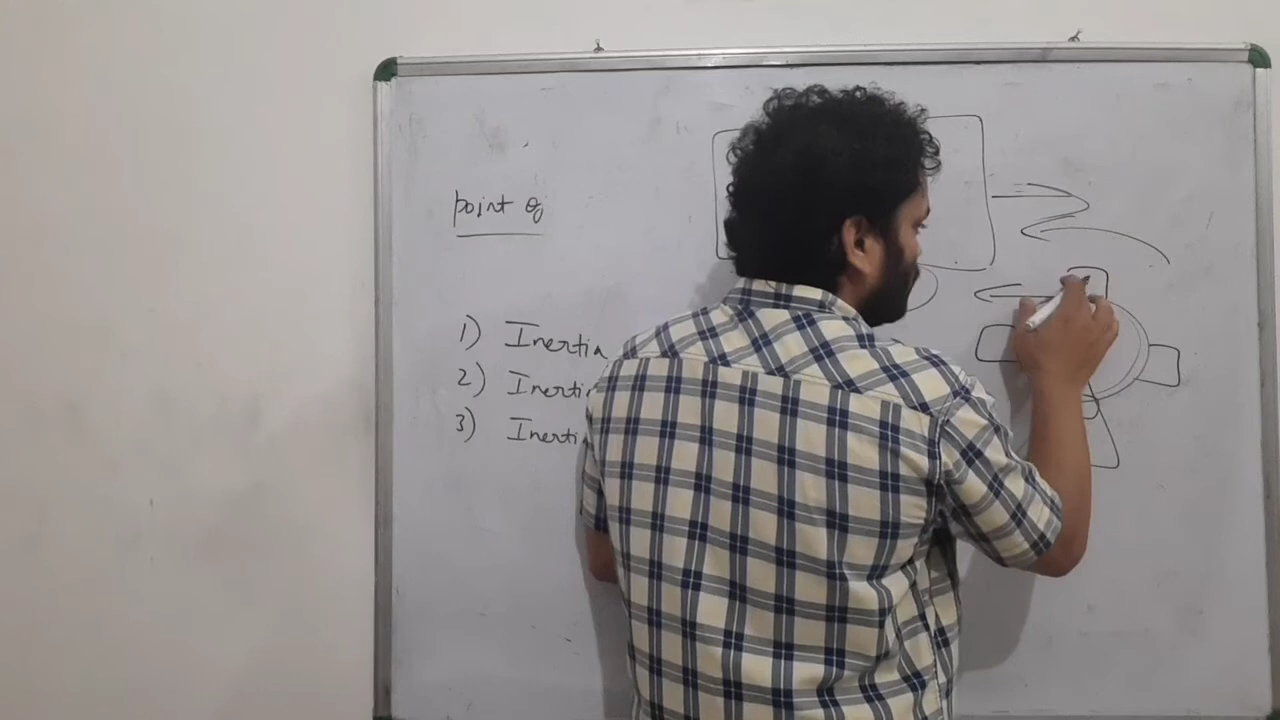 point of
1) Inertia
2) Inerti
3) Inerti